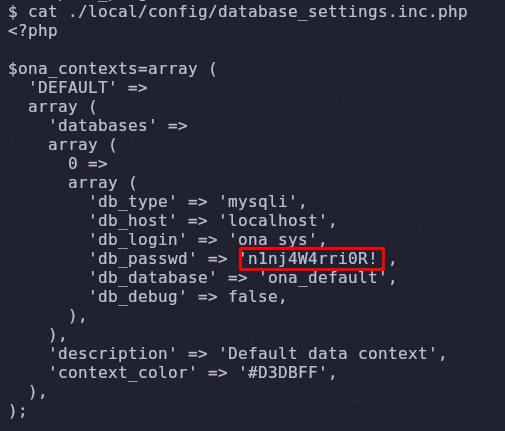 $ cat ./local/config/database_settings.inc.php
<?php

$ona_contexts=array (
  'DEFAULT' =>
  array (
    'databases' =>
    array (
      0 =>
      array (
        'db_type' => 'mysqli',
        'db_host' => 'localhost',
        'db_login' => 'ona_sys',
        'db_passwd' => 'n1nj4W4rri0R!',
        'db_database' => 'ona_default',
        'db_debug' => false,
      ),
    ),
    'description' => 'Default data context',
    'context_color' => '#D3DBFF',
  ),
);